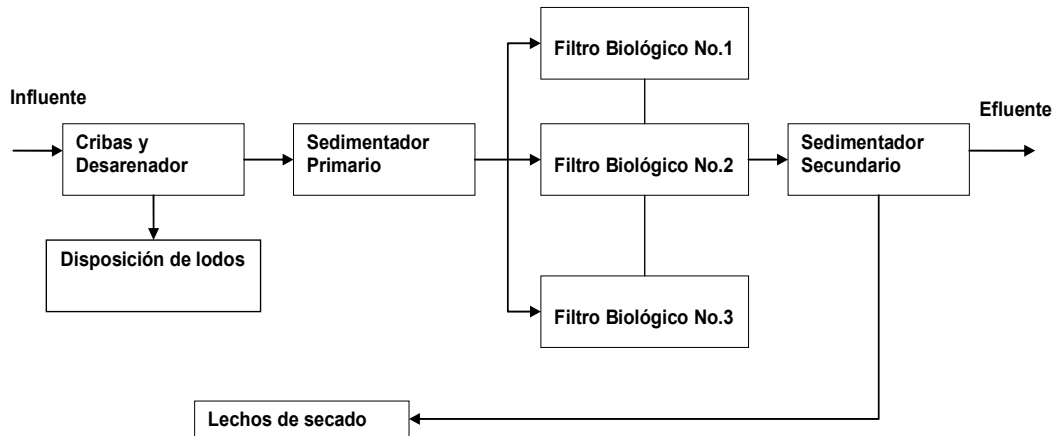 Filtro Biológico No.1
Influente
Efluente
Cribas y
Desarenador
Sedimentador
Primario
Filtro Biológico No.2
Sedimentador
Secundario
Disposición de lodos
Filtro Biológico No.3
Lechos de secado